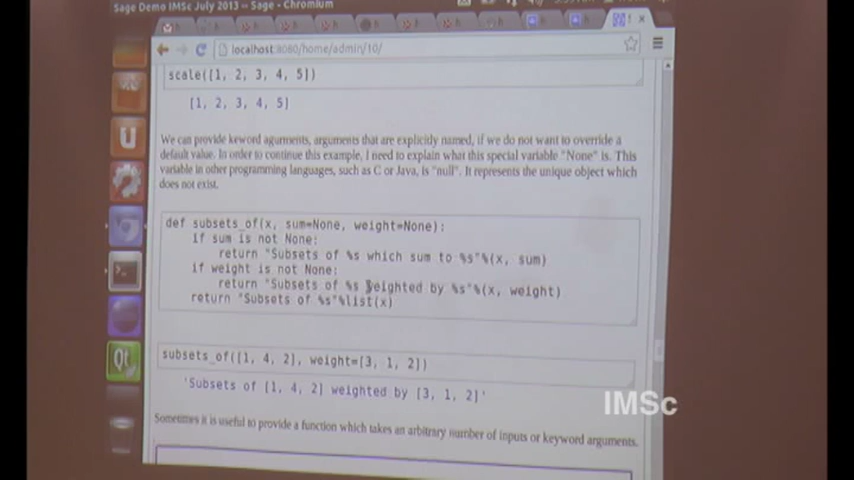 Sage Demo IMSc July 2013 -- Sage - Chromium
localhost:8080/home/admin/10/
scale([1, 2, 3, 4, 5])
[1, 2, 3, 4, 5]
We can provide keword agurments, arguments that are explicitly named, if we do not want to override a
default value. In order to continue this example, I need to explain what this special variable "None" is. This
variable in other programming languages, such as C or Java, is "null". It represents the unique object which
does not exist.
def subsets_of(x, sum=None, weight=None):
if sum is not None:
return "Subsets of %s which sum to %s"%(x, sum)
if weight is not None:
return "Subsets of %s weighted by %s"%(x, weight)
return "Subsets of %s"%list(x)
subsets_of([1, 4, 2], weight=[3, 1, 2])
'Subsets of [1, 4, 2] weighted by [3, 1, 2]'
IMSc
Sometimes it is useful to provide a function which takes an arbitrary number of inputs or keyword arguments.